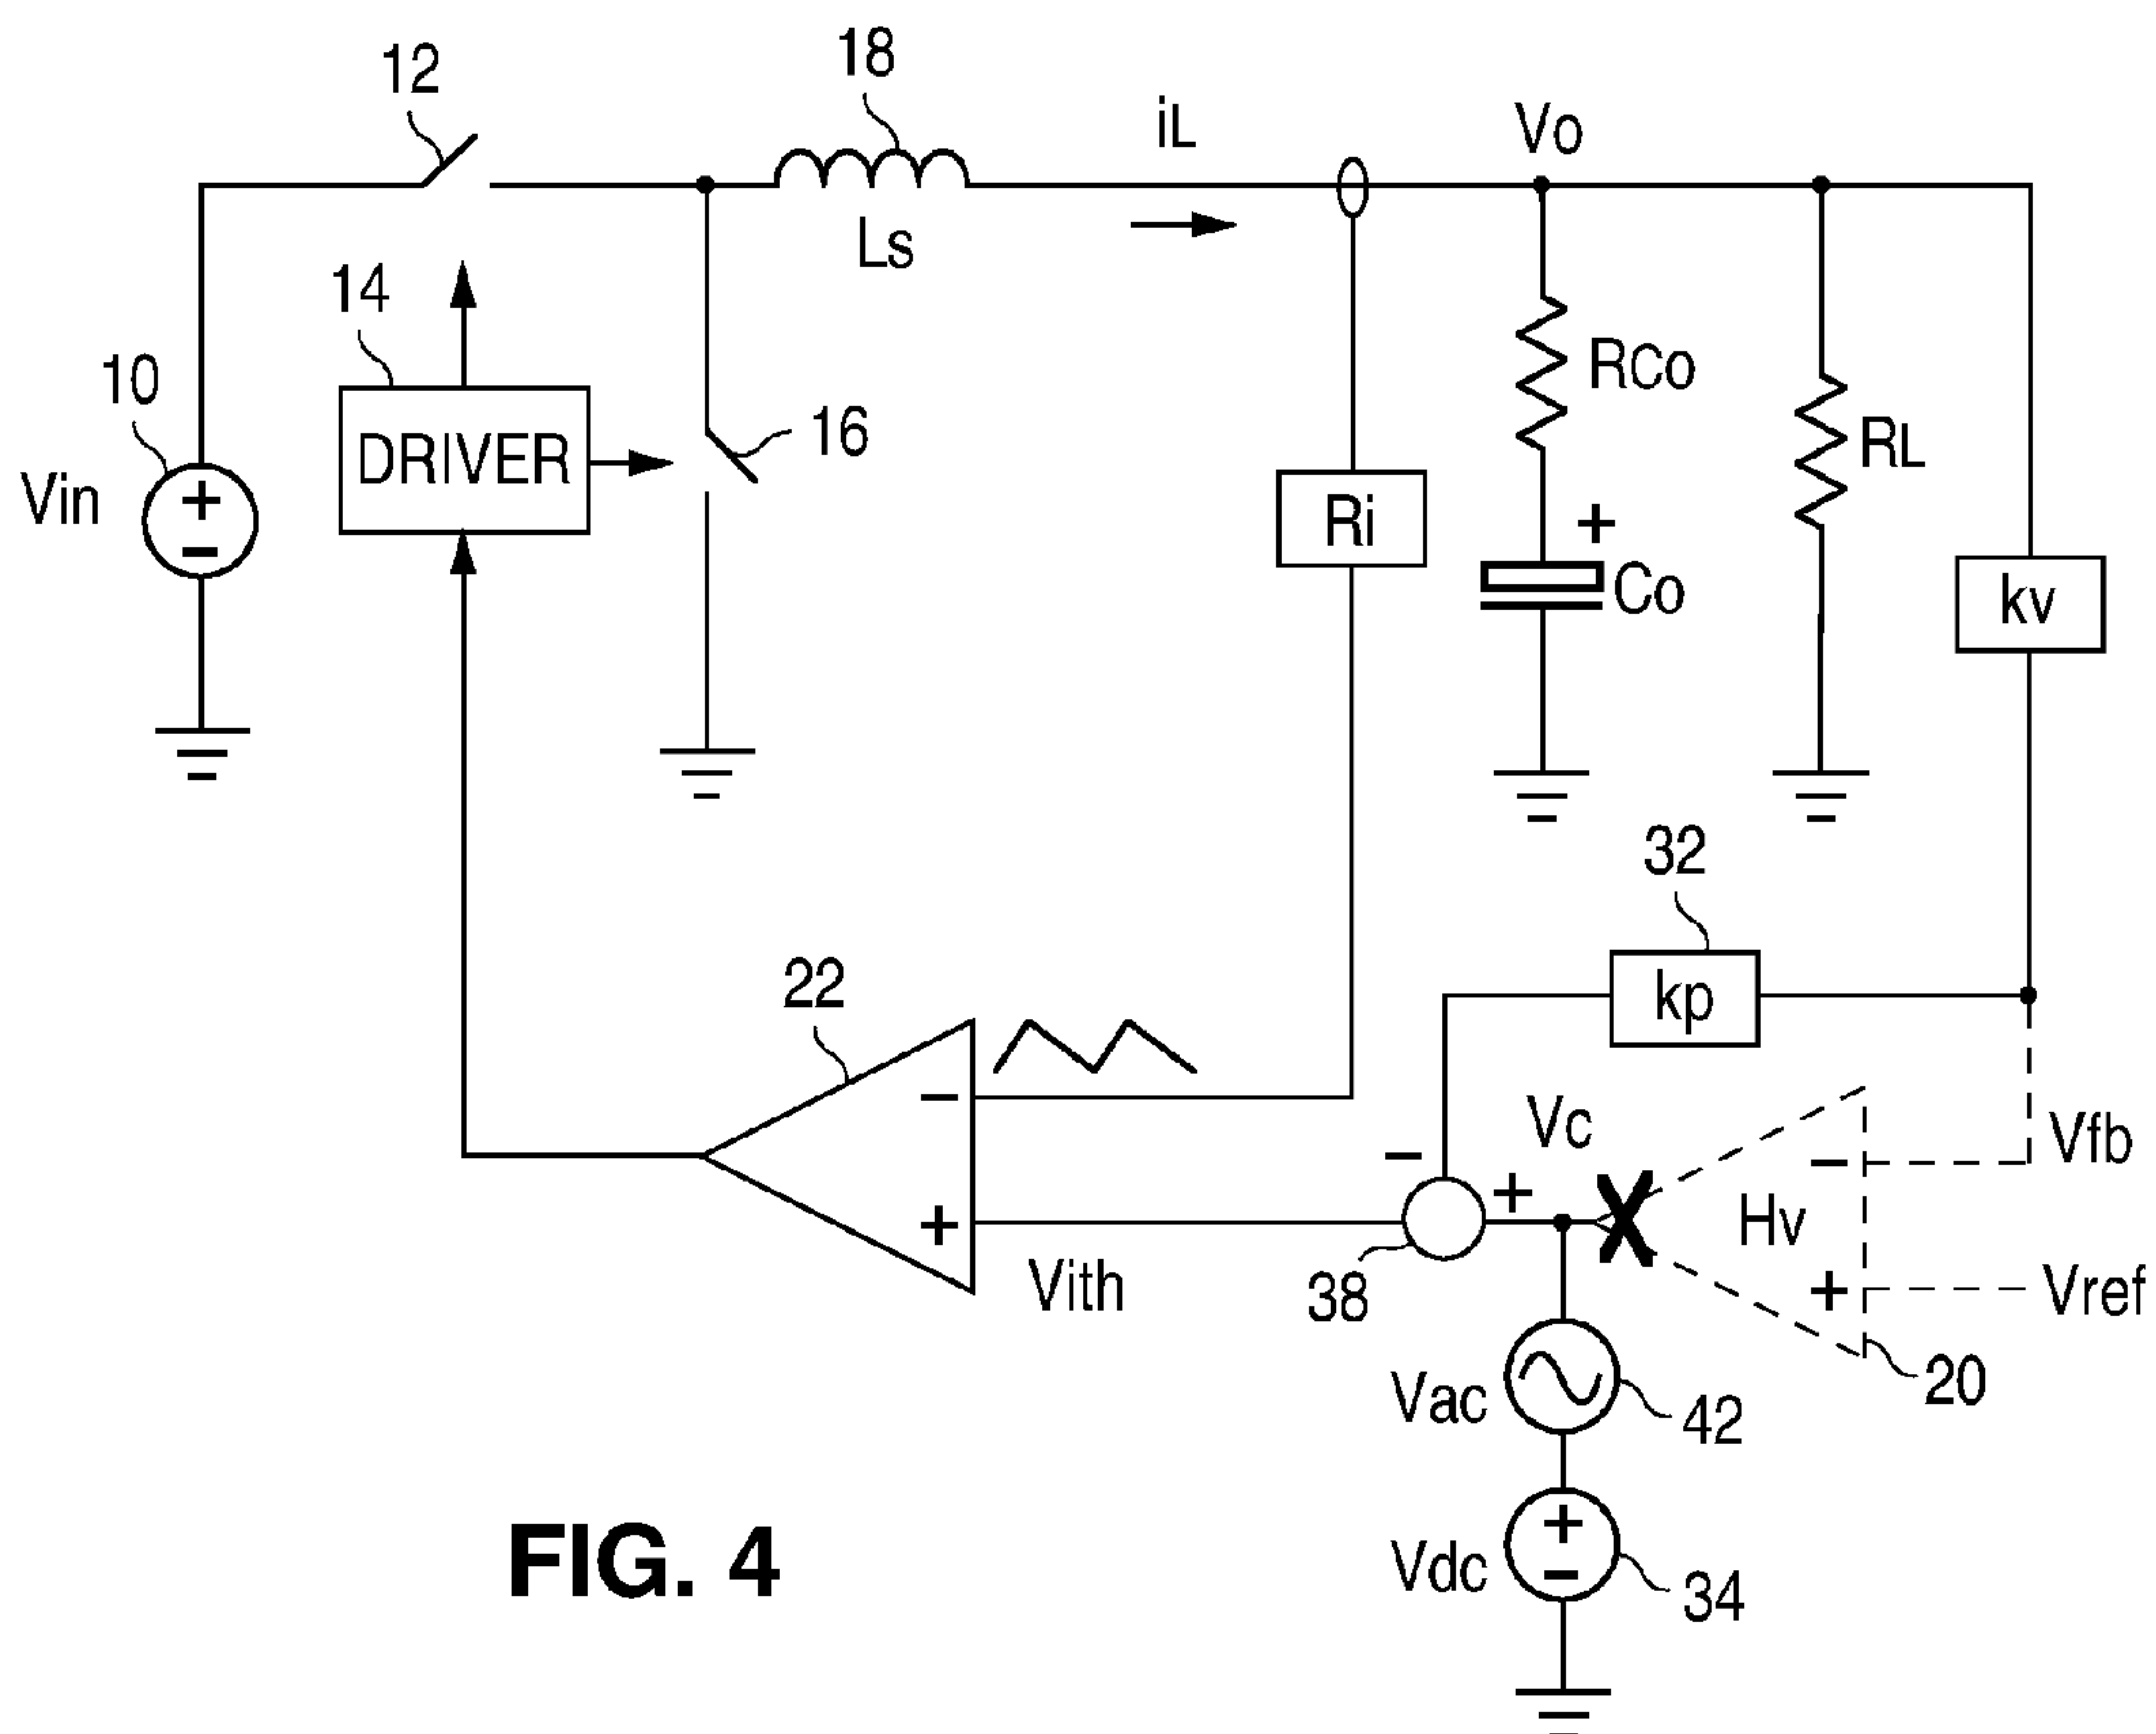 12
18
iL
Vo
Ls
14
10
DRIVER
16
Vin
+
−
Ri
RCo
+
Co
RL
kv
32
kp
22
−
+
Vith
Vc
−
+
38
−
Hv
+
Vfb
Vref
20
Vac
42
Vdc
+
−
34
FIG. 4